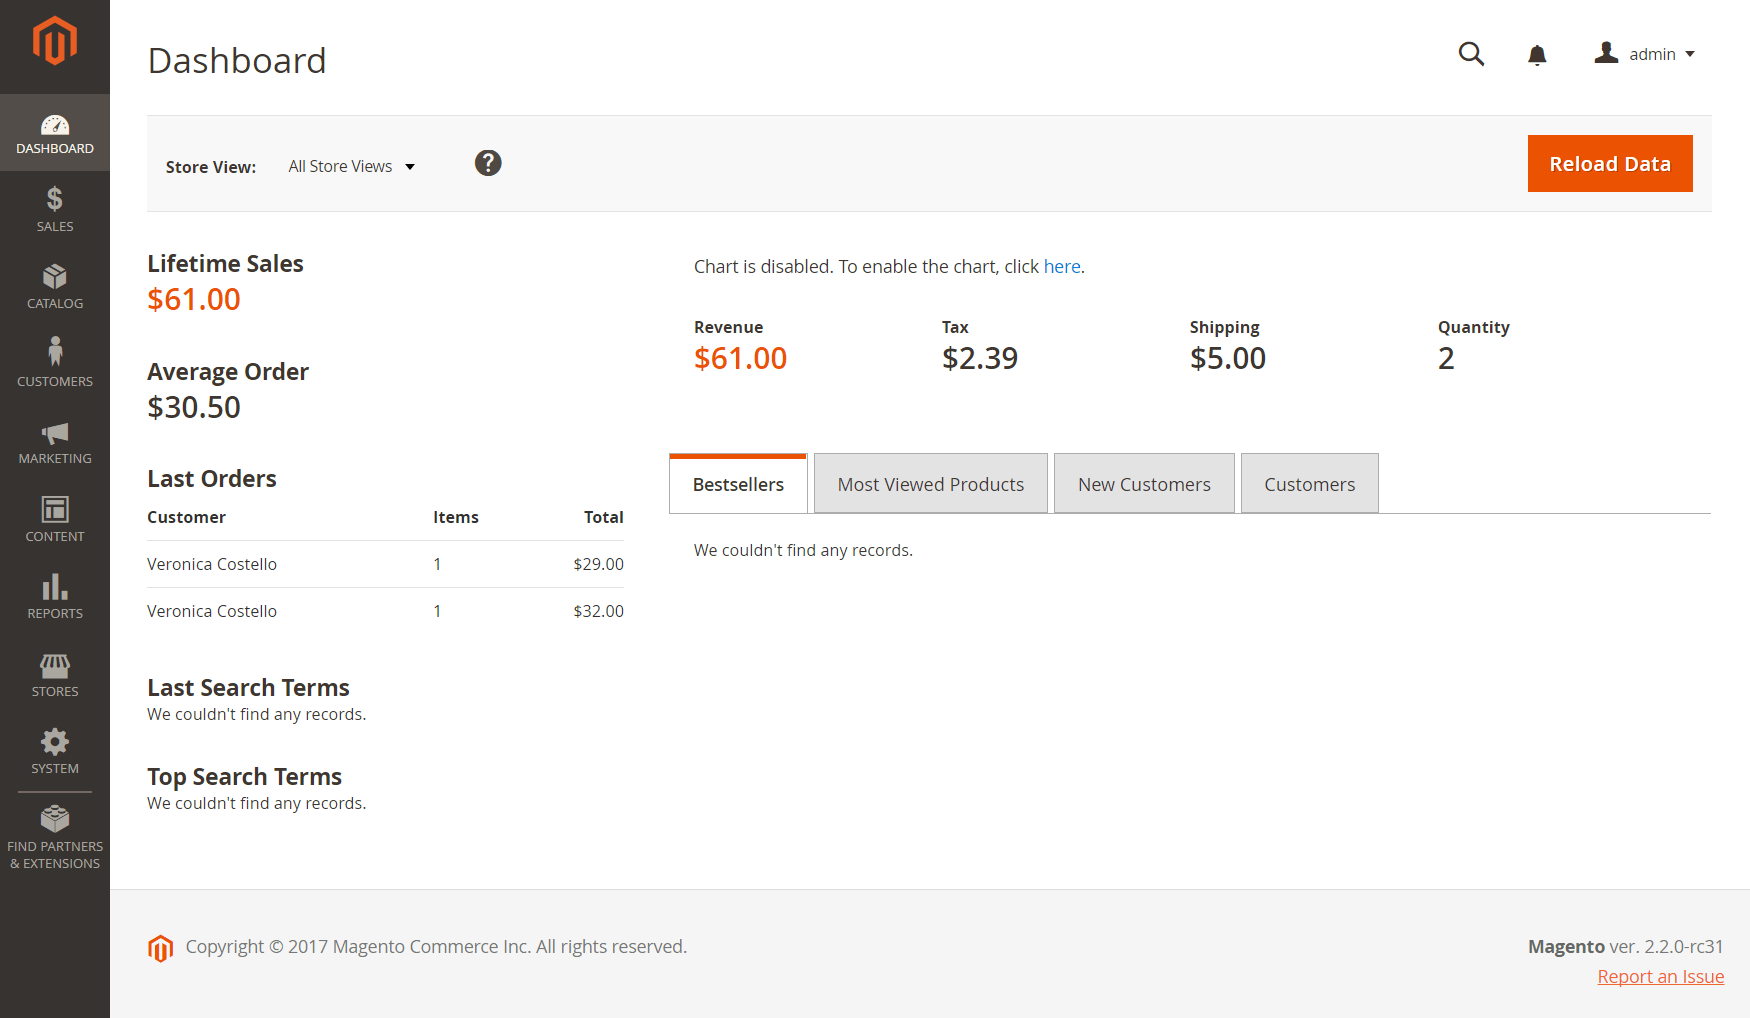 Dashboard
admin
DASHBOARD
SALES
CATALOG
CUSTOMERS
MARKETING
CONTENT
REPORTS
STORES
SYSTEM
FIND PARTNERS
& EXTENSIONS
Store View: All Store Views ?
Reload Data
Lifetime Sales
$61.00
Average Order
$30.50
Last Orders
Customer Items Total
Veronica Costello 1 $29.00
Veronica Costello 1 $32.00
Last Search Terms
We couldn't find any records.
Top Search Terms
We couldn't find any records.
Chart is disabled. To enable the chart, click here.
Revenue Tax Shipping Quantity
$61.00 $2.39 $5.00 2
Bestsellers Most Viewed Products New Customers Customers
We couldn't find any records.
Copyright © 2017 Magento Commerce Inc. All rights reserved.
Magento ver. 2.2.0-rc31
Report an Issue